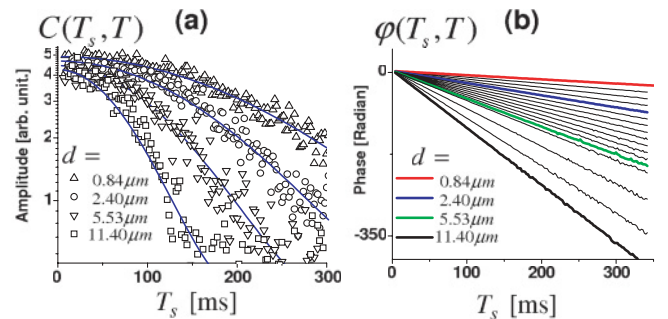 (a)
C(T_s,T)
5
4
3
2
1
Amplitude [arb. unit.]
d =
△ 0.84μm
○ 2.40μm
▽ 5.53μm
□ 11.40μm
0 100 200 300
T_s [ms]
(b)
φ(T_s,T)
0
-350
Phase [Radian]
d =
0.84μm
2.40μm
5.53μm
11.40μm
0 100 200 300
T_s [ms]